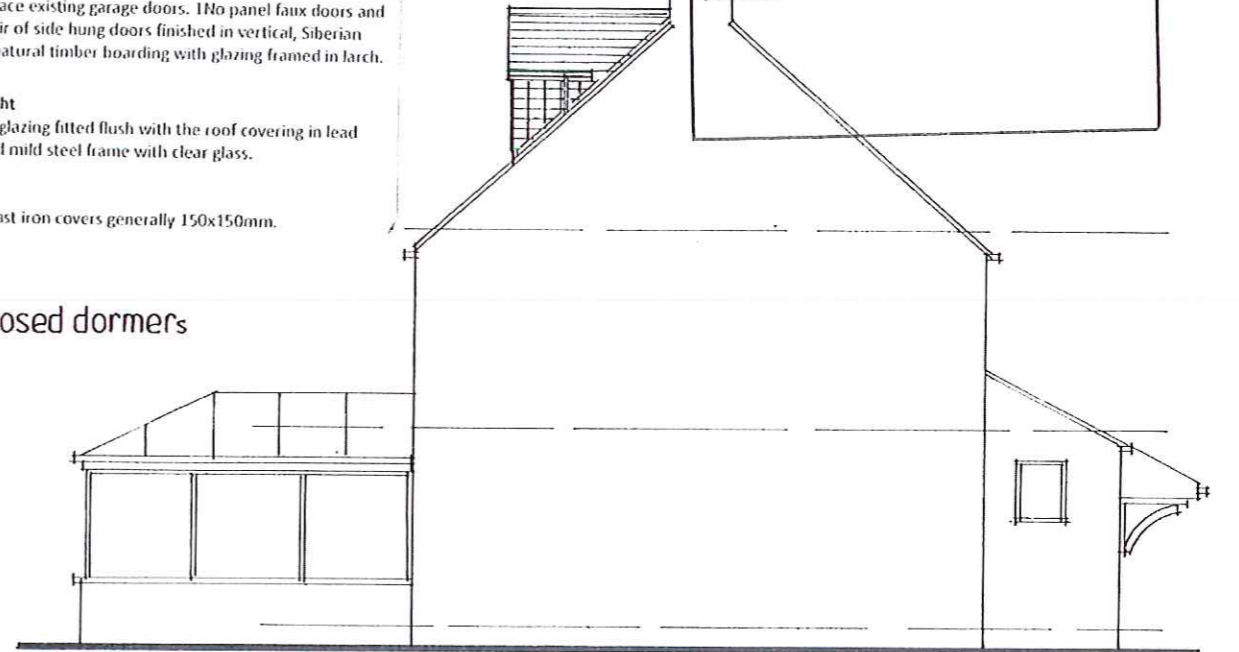 ace existing garage doors. 1No panel faux doors and
ir of side hung doors finished in vertical, Siberian
atural timber boarding with glazing framed in larch.
ht
glazing fitted flush with the roof covering in lead
d mild steel frame with clear glass.
ast iron covers generally 150x150mm.
osed dormers